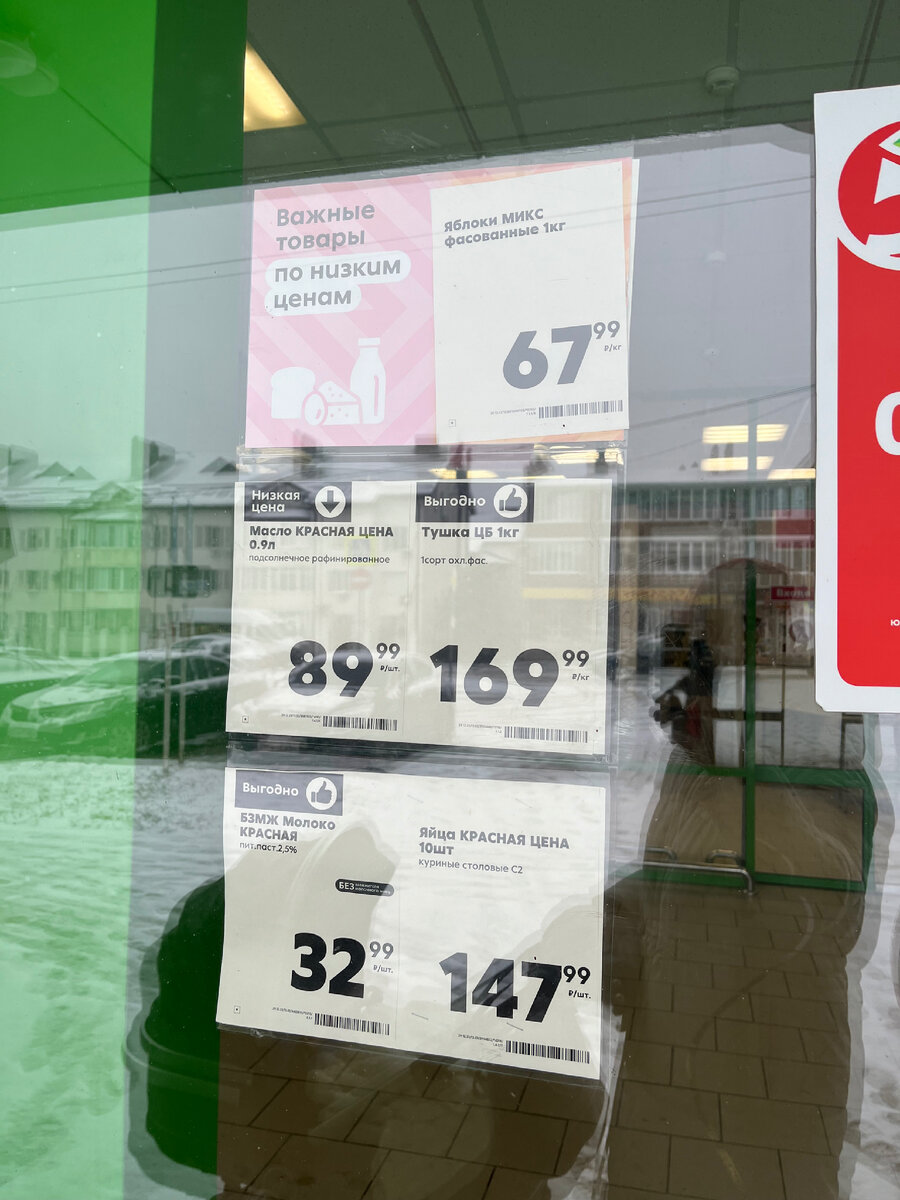 Важные
товары
по низким
ценам
Яблоки МИКС
фасованные 1кг
67 99
₽/кг
Низкая
цена
Масло КРАСНАЯ ЦЕНА
0.9л
подсолнечное рафинированное
89 99
₽/шт.
Выгодно
Тушка ЦБ 1кг
1сорт охл.фас.
169 99
₽/кг
Выгодно
БЗМЖ Молоко
КРАСНАЯ
пит.паст.2,5%
БЕЗ
32 99
₽/шт.
Яйца КРАСНАЯ ЦЕНА
10шт
куриные столовые С2
147 99
₽/шт.